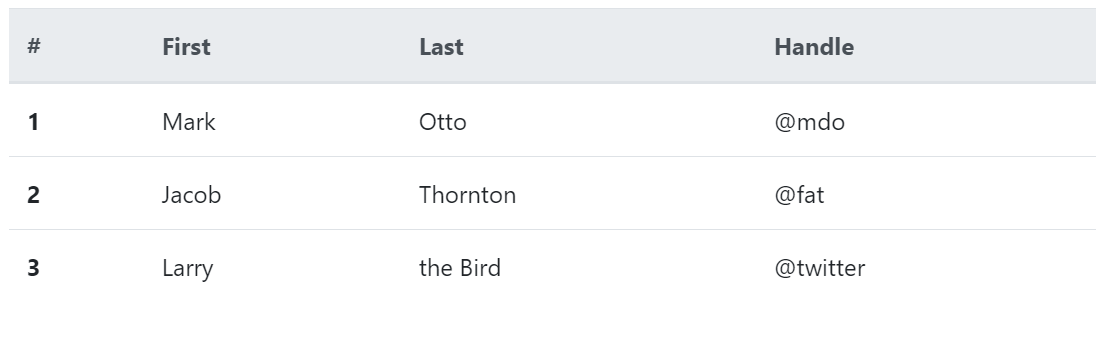 # First Last Handle
1 Mark Otto @mdo
2 Jacob Thornton @fat
3 Larry the Bird @twitter